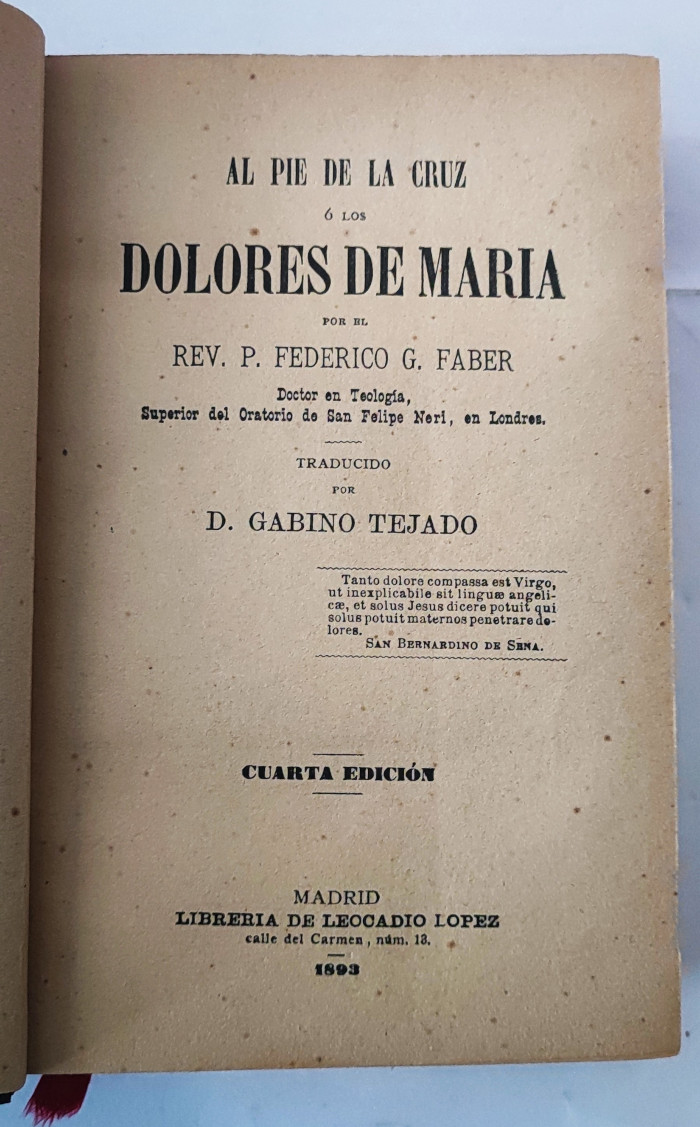 AL PIE DE LA CRUZ
ó LOS
DOLORES DE MARIA
POR EL
REV. P. FEDERICO G. FABER
Doctor en Teología,
Superior del Oratorio de San Felipe Neri, en Londres.
TRADUCIDO
POR
D. GABINO TEJADO
Tanto dolore compassa est Virgo,
ut inexplicabile sit linguæ angeli-
cæ, et solus Jesus dicere potuit qui
solus potuit maternos penetrare do-
lores.
SAN BERNARDINO DE SENA.
CUARTA EDICIÓN
MADRID
LIBRERIA DE LEOCADIO LOPEZ
calle del Carmen, núm. 13.
1893